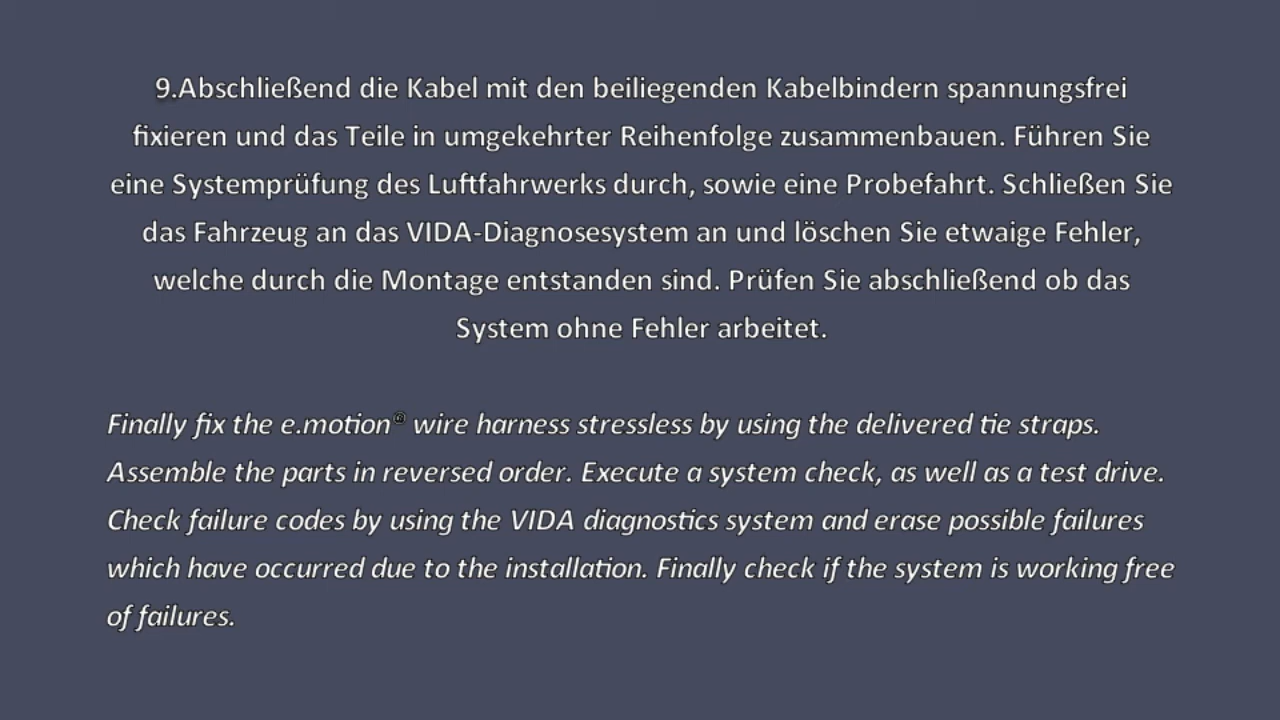 9.Abschließend die Kabel mit den beiliegenden Kabelbindern spannungsfrei
fixieren und das Teile in umgekehrter Reihenfolge zusammenbauen. Führen Sie
eine Systemprüfung des Luftfahrwerks durch, sowie eine Probefahrt. Schließen Sie
das Fahrzeug an das VIDA-Diagnosesystem an und löschen Sie etwaige Fehler,
welche durch die Montage entstanden sind. Prüfen Sie abschließend ob das
System ohne Fehler arbeitet.
Finally fix the e.motion® wire harness stressless by using the delivered tie straps.
Assemble the parts in reversed order. Execute a system check, as well as a test drive.
Check failure codes by using the VIDA diagnostics system and erase possible failures
which have occurred due to the installation. Finally check if the system is working free
of failures.